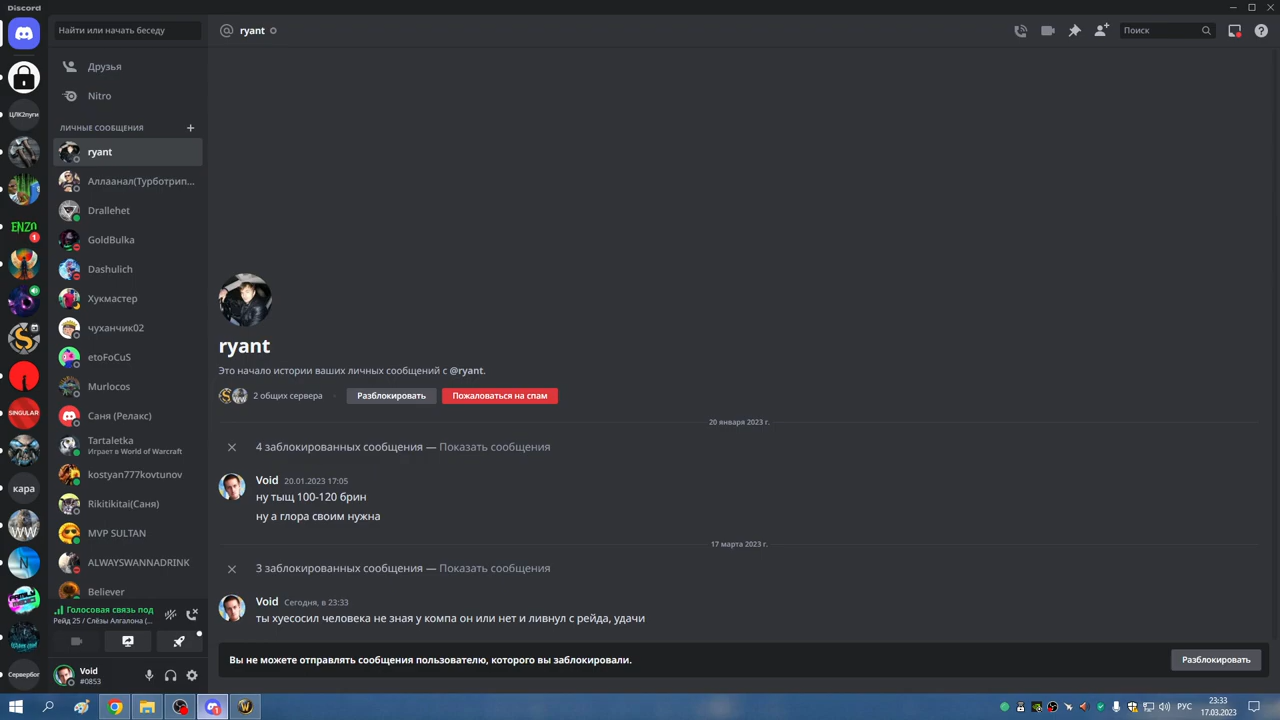 Discord
Найти или начать беседу
ryant
Поиск
Друзья
Nitro
ЛИЧНЫЕ СООБЩЕНИЯ
ЦЛК2луги
ryant
Аллаанал(Турботрип...
Drallehet
ENZO
1
GoldBulka
Dashulich
Хукмастер
чуханчик02
etoFoCuS
Murlocos
Саня (Релакс)
SINGULAR
Tartaletka
Играет в World of Warcraft
kostyan777kovtunov
кара
Rikitikitai(Саня)
WW
MVP SULTAN
ALWAYSWANNADRINK
N
Believer
Голосовая связь под
Рейд 25 / Слёзы Алгалона (...
Void
#0853
Сервербог
ryant
Это начало истории ваших личных сообщений с @ryant.
2 общих сервера
Разблокировать
Пожаловаться на спам
20 января 2023 г.
4 заблокированных сообщения — Показать сообщения
Void 20.01.2023 17:05
ну тыщ 100-120 брин
ну а глора своим нужна
17 марта 2023 г.
3 заблокированных сообщения — Показать сообщения
Void Сегодня, в 23:33
ты хуесосил человека не зная у компа он или нет и ливнул с рейда, удачи
Вы не можете отправлять сообщения пользователю, которого вы заблокировали.
Разблокировать
РУС
23:33
17.03.2023